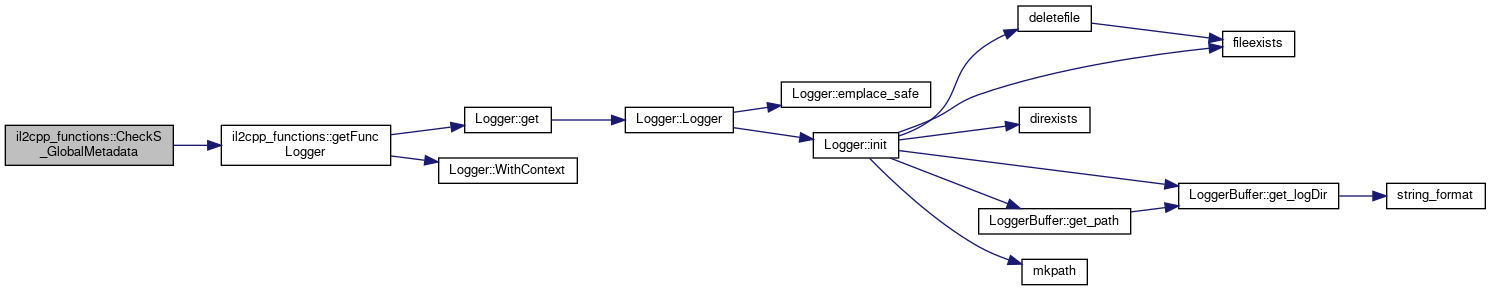 il2cpp_functions::CheckS
_GlobalMetadata
il2cpp_functions::getFunc
Logger
Logger::get
Logger::WithContext
Logger::Logger
Logger::emplace_safe
Logger::init
deletefile
fileexists
direxists
LoggerBuffer::get_logDir
string_format
LoggerBuffer::get_path
mkpath